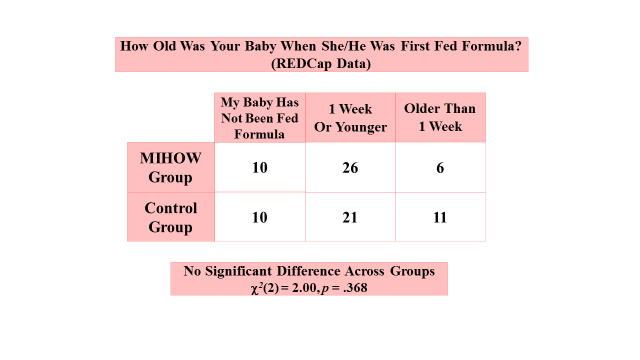 How Old Was Your Baby When She/He Was First Fed Formula?
(REDCap Data)
My Baby Has
Not Been Fed
Formula
1 Week
Or Younger
Older Than
1 Week
MIHOW
Group
10
26
6
Control
Group
10
21
11
No Significant Difference Across Groups
χ²(2) = 2.00, p = .368